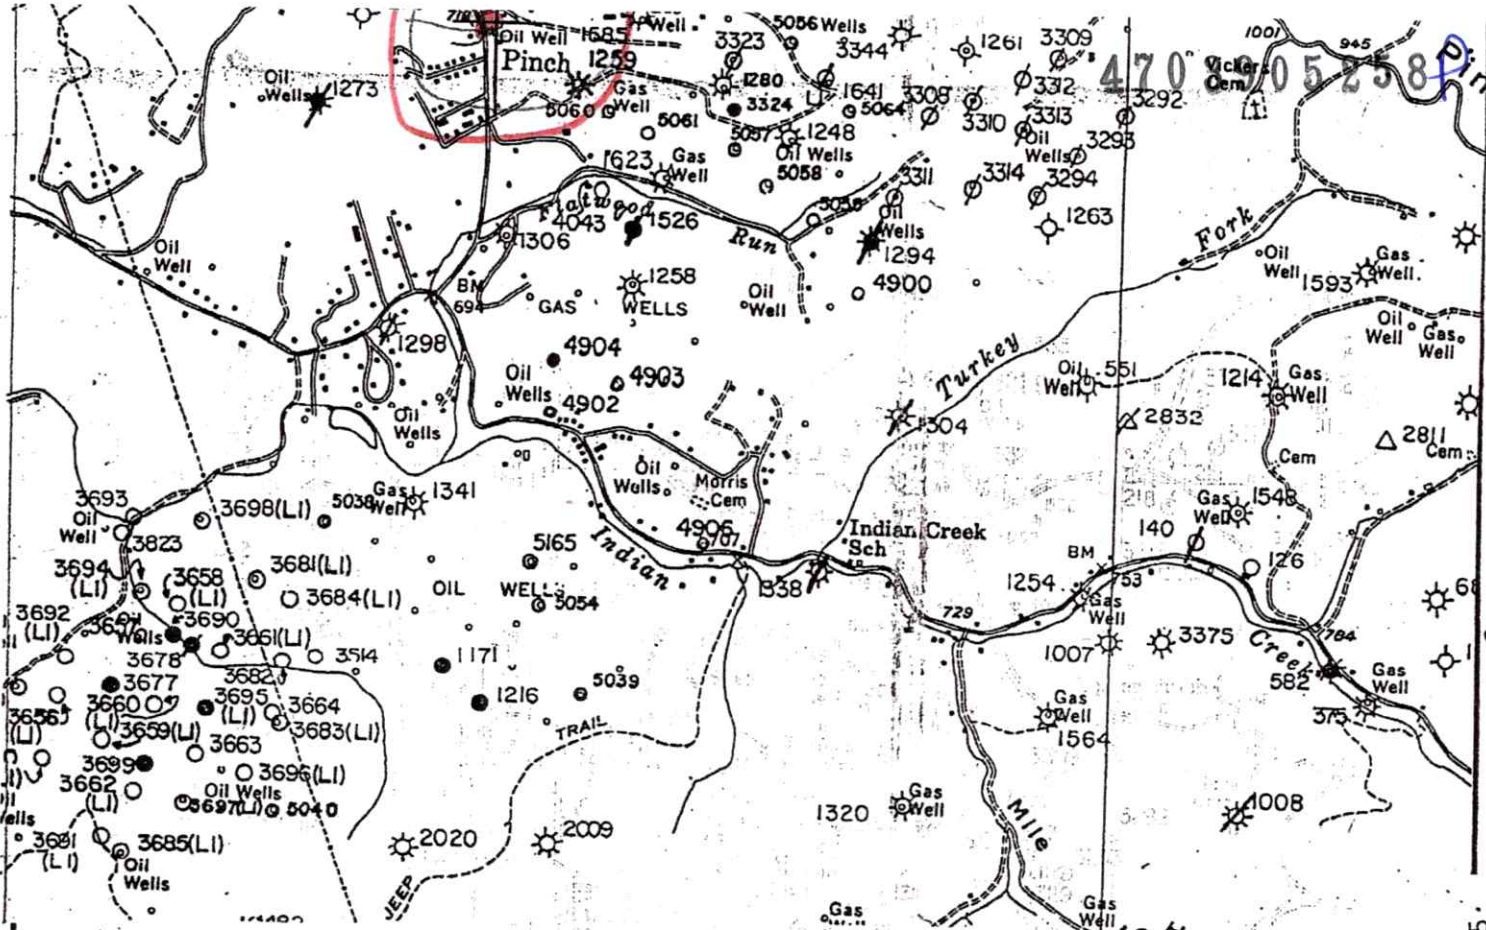 719
Oil Well
1685
Well
5056 Wells
3323
3344
1261
3309
1001
945
Pinch
1259
Oil
Wells
1273
Gas
Well
5060
1280
3324
1641
5064
3308
3312
3310
3313
Oil
Wells
3292
3293
Vickers
Cem
5061
5057
1248
Oil Wells
5058
1623
Gas
Well
3311
3314
3294
1263
Flatwood
4043
1526
Run
Oil
Wells
1294
4900
Fork
Oil
Well
1593
Gas
Well
Oil
Well
1306
BM
694
1258
GAS
WELLS
Oil
Well
1298
4904
4903
4902
Oil
Wells
Turkey
Oil
Well
551
1214
Gas
Well
Oil
Well
Gas
Well
2832
2811
Cem
Cem
Oil
Wells
Oil
Wells
Morris
Cem
Gas
Well
1341
5038
3693
Oil
Well
3698(LI)
3823
4906
Indian Creek
Sch
140
Gas
Well
1548
126
Indian
5165
3694
(LI)
3658
(LI)
3681(LI)
3684(LI)
OIL
WELLS
5054
1338
BM
1254
53
Gas
Well
729
3692
(LI)
3690
3661(LI)
3678
3682
3514
1171
1216
5039
1007
3375
Creek
784
582
Gas
Well
375
3677
3660
(LI)
3695
(LI)
3664
3683(LI)
3656
(LI)
3659(LI)
3663
3699
3696(LI)
3662
(LI)
Oil Wells
3697(LI)
5040
TRAIL
Gas
Well
1564
1320
Gas
Well
1008
Mile
3691
(LI)
3685(LI)
Oil
Wells
2020
2009
JEEP
Gas
Gas
Well